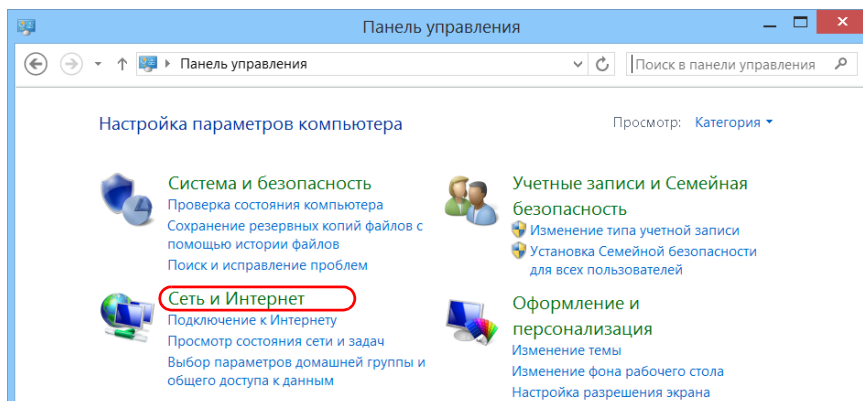 Панель управления
Панель управления
Поиск в панели управления
Настройка параметров компьютера
Просмотр: Категория
Система и безопасность
Проверка состояния компьютера
Сохранение резервных копий файлов с
помощью истории файлов
Поиск и исправление проблем
Сеть и Интернет
Подключение к Интернету
Просмотр состояния сети и задач
Выбор параметров домашней группы и
общего доступа к данным
Учетные записи и Семейная
безопасность
Изменение типа учетной записи
Установка Семейной безопасности
для всех пользователей
Оформление и
персонализация
Изменение темы
Изменение фона рабочего стола
Настройка разрешения экрана